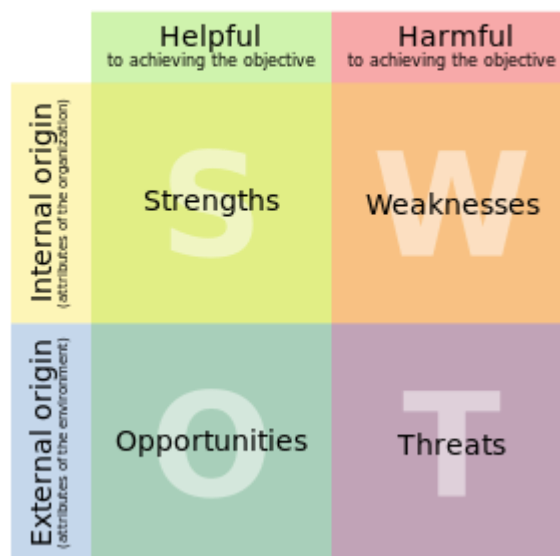 Helpful
to achieving the objective
Harmful
to achieving the objective
Internal origin
(attributes of the organization)
S
Strengths
W
Weaknesses
External origin
(attributes of the environment)
O
Opportunities
T
Threats